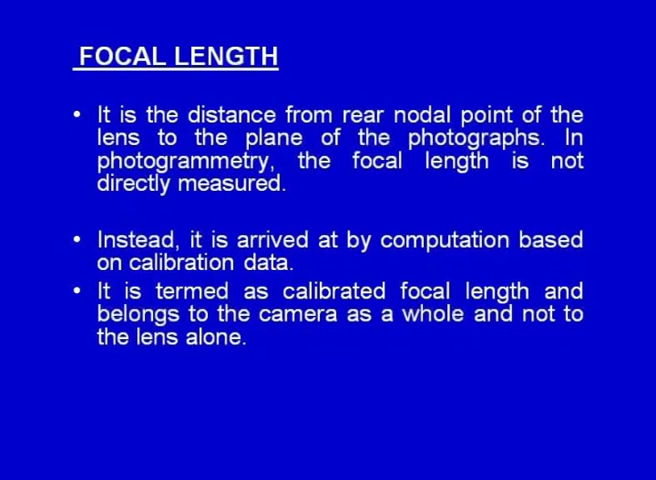 FOCAL LENGTH
• It is the distance from rear nodal point of the
lens to the plane of the photographs. In
photogrammetry, the focal length is not
directly measured.
• Instead, it is arrived at by computation based
on calibration data.
• It is termed as calibrated focal length and
belongs to the camera as a whole and not to
the lens alone.